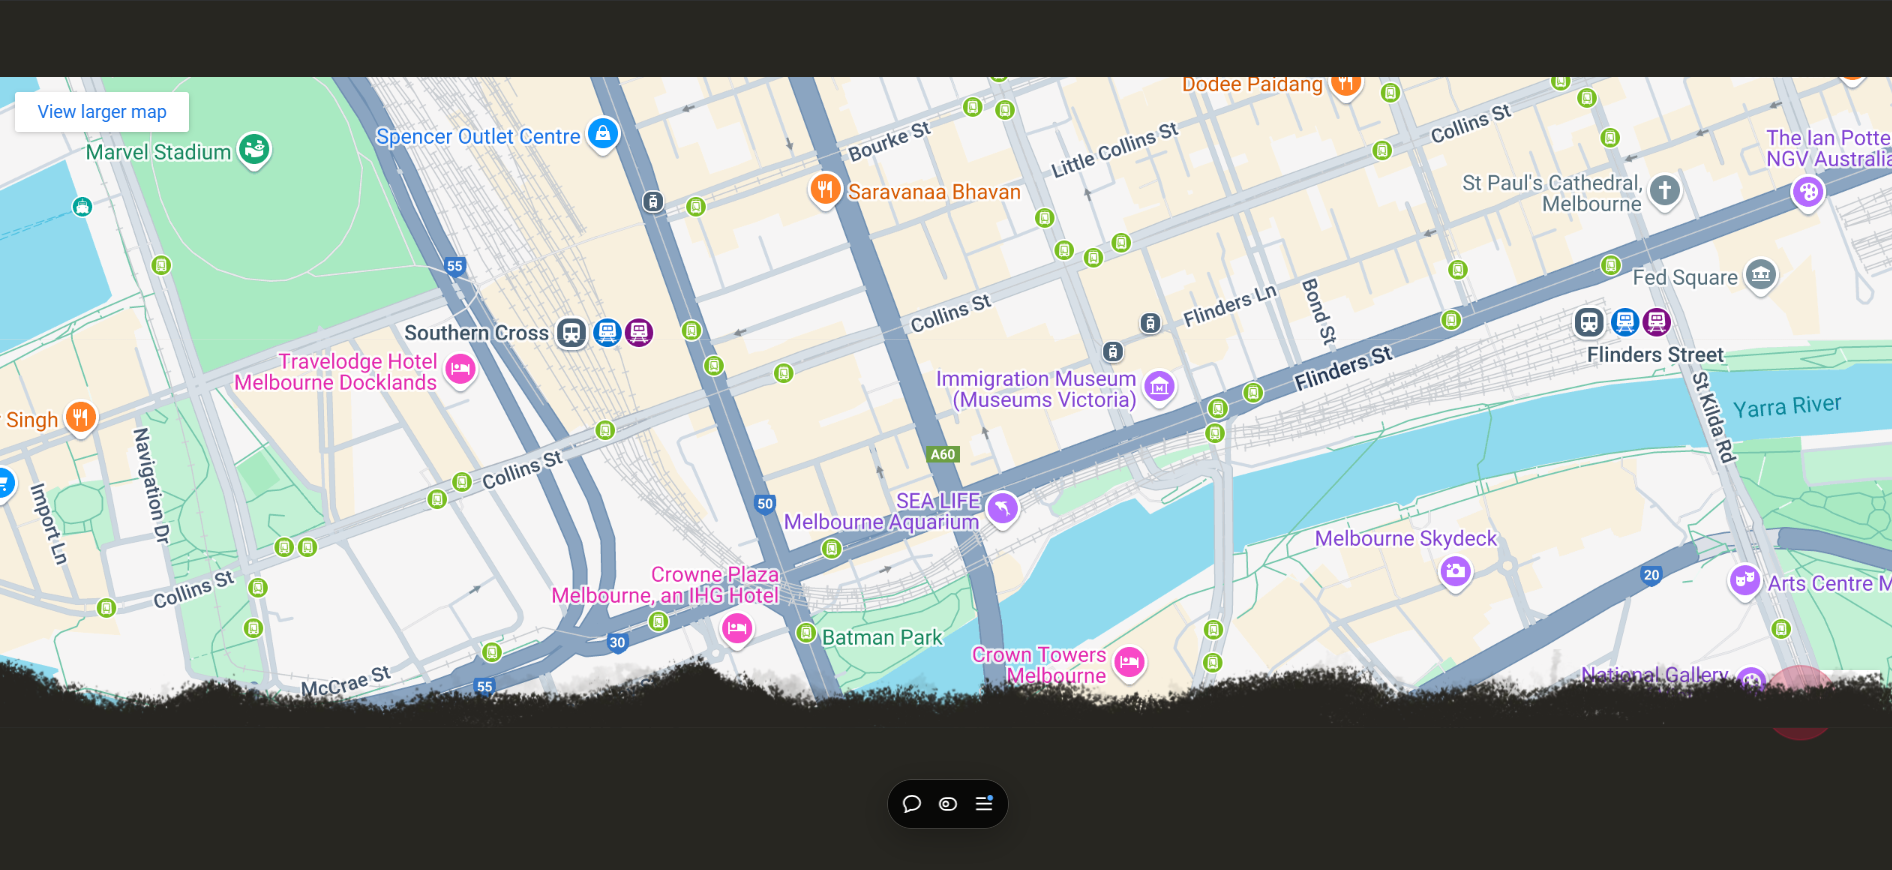 View larger map
Marvel Stadium
Spencer Outlet Centre
Bourke St
Little Collins St
Dodee Paidang
Collins St
The Ian Potte
NGV Australia
Saravanaa Bhavan
St Paul's Cathedral,
Melbourne
55
Southern Cross
Collins St
Flinders Ln
Bond St
Fed Square
Flinders Street
Travelodge Hotel
Melbourne Docklands
Immigration Museum
(Museums Victoria)
Flinders St
St Kilda Rd
Yarra River
Singh
Navigation Dr
Import Ln
Collins St
A60
50
SEA LIFE
Melbourne Aquarium
Melbourne Skydeck
Collins St
Crowne Plaza
Melbourne, an IHG Hotel
20
Arts Centre M
30
Batman Park
Crown Towers
Melbourne
McCrae St
55
National Gallery